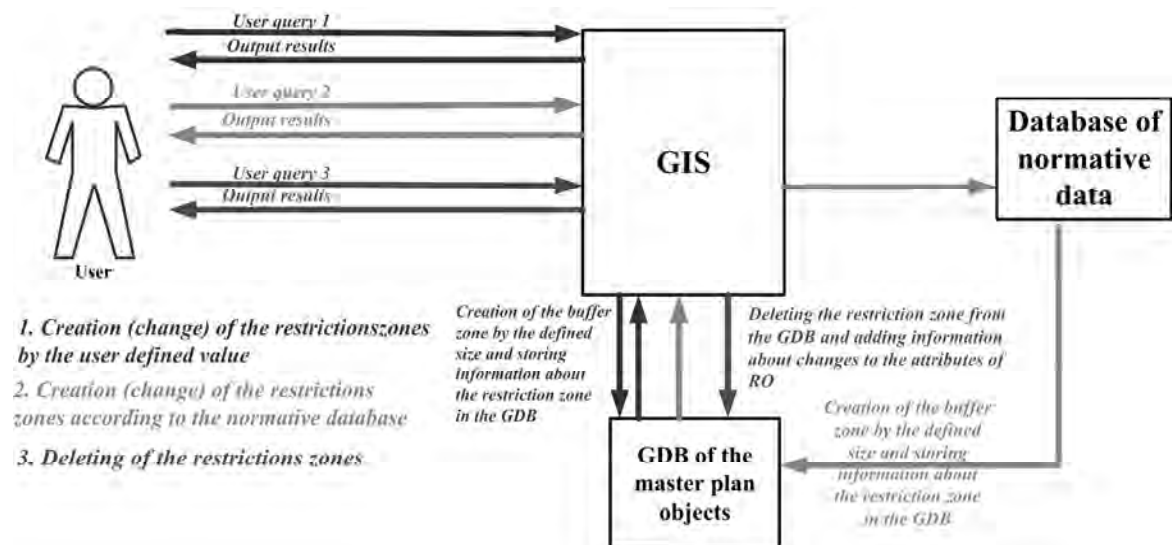 User query 1
Output results
User query 2
Output results
User query 3
Output results
User
GIS
Database of
normative
data
1. Creation (change) of the restrictionszones
by the user defined value
2. Creation (change) of the restrictions
zones according to the normative database
3. Deleting of the restrictions zones
Creation of the buffer
zone by the defined
size and storing
information about
the restriction zone
in the GDB
Deleting the restriction zone from
the GDB and adding information
about changes to the attributes of
RO
GDB of the
master plan
objects
Creation of the buffer
zone by the defined
size and storing
information about
the restriction zone
in the GDB